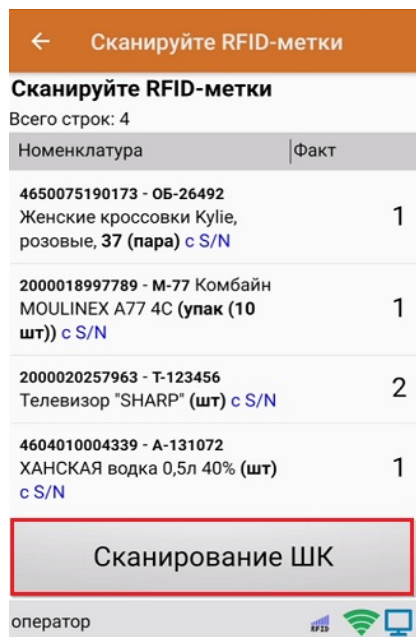 Сканируйте RFID-метки
Сканируйте RFID-метки
Всего строк: 4
Номенклатура Факт
4650075190173 - ОБ-26492
Женские кроссовки Kylie,
розовые, 37 (пара) с S/N
1
2000018997789 - М-77 Комбайн
MOULINEX A77 4C (упак (10
шт)) с S/N
1
2000020257963 - Т-123456
Телевизор "SHARP" (шт) с S/N
2
4604010004339 - А-131072
ХАНСКАЯ водка 0,5л 40% (шт)
с S/N
1
Сканирование ШК
оператор RFID